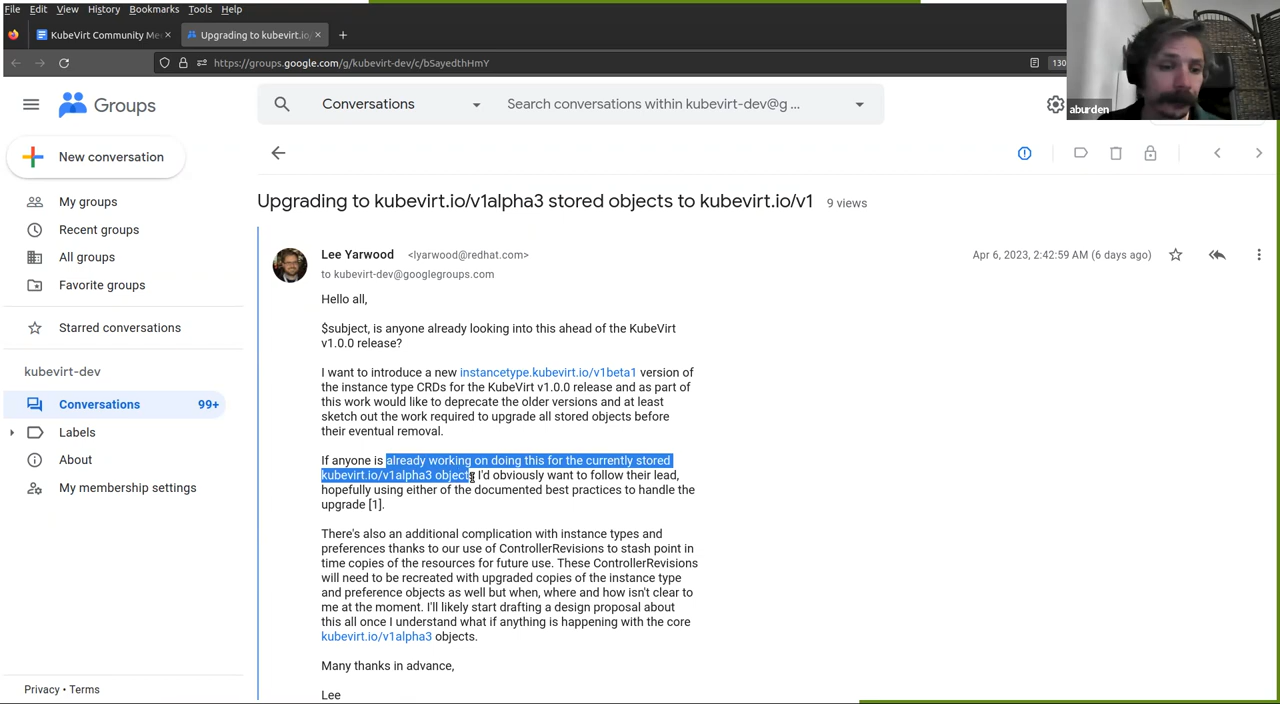 File Edit View History Bookmarks Tools Help
KubeVirt Community Me
Upgrading to kubevirt.io/
https://groups.google.com/g/kubevirt-dev/c/bSayedthHmY
130
aburden
Groups
Conversations
Search conversations within kubevirt-dev@g ...
New conversation
My groups
Recent groups
All groups
Favorite groups
Starred conversations
kubevirt-dev
Conversations 99+
Labels
About
My membership settings
Privacy • Terms
Upgrading to kubevirt.io/v1alpha3 stored objects to kubevirt.io/v1 9 views
Lee Yarwood <lyarwood@redhat.com>
Apr 6, 2023, 2:42:59 AM (6 days ago)
to kubevirt-dev@googlegroups.com
Hello all,
$subject, is anyone already looking into this ahead of the KubeVirt
v1.0.0 release?
I want to introduce a new instancetype.kubevirt.io/v1beta1 version of
the instance type CRDs for the KubeVirt v1.0.0 release and as part of
this work would like to deprecate the older versions and at least
sketch out the work required to upgrade all stored objects before
their eventual removal.
If anyone is already working on doing this for the currently stored
kubevirt.io/v1alpha3 objects I'd obviously want to follow their lead,
hopefully using either of the documented best practices to handle the
upgrade [1].
There's also an additional complication with instance types and
preferences thanks to our use of ControllerRevisions to stash point in
time copies of the resources for future use. These ControllerRevisions
will need to be recreated with upgraded copies of the instance type
and preference objects as well but when, where and how isn't clear to
me at the moment. I'll likely start drafting a design proposal about
this all once I understand what if anything is happening with the core
kubevirt.io/v1alpha3 objects.
Many thanks in advance,
Lee